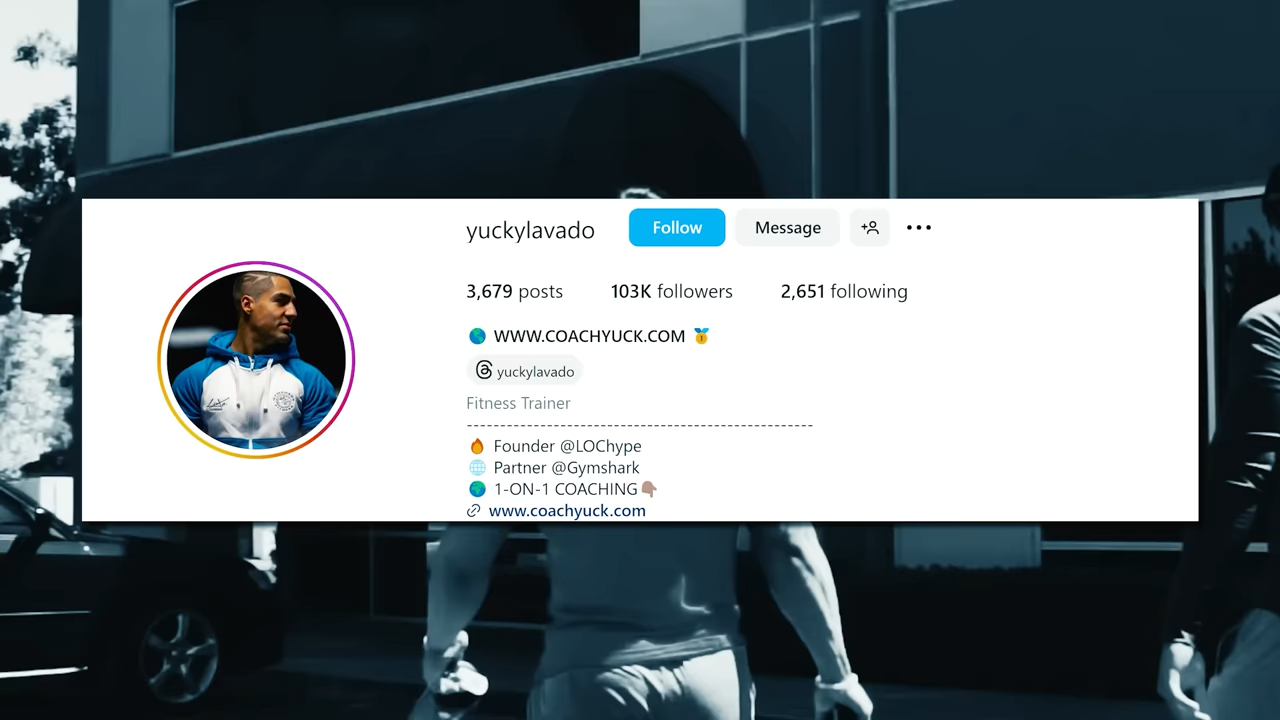 yuckylavado Follow Message
3,679 posts 103K followers 2,651 following
WWW.COACHYUCK.COM
yuckylavado
Fitness Trainer
----------------------------------------------------
Founder @LOChype
Partner @Gymshark
1-ON-1 COACHING
www.coachyuck.com